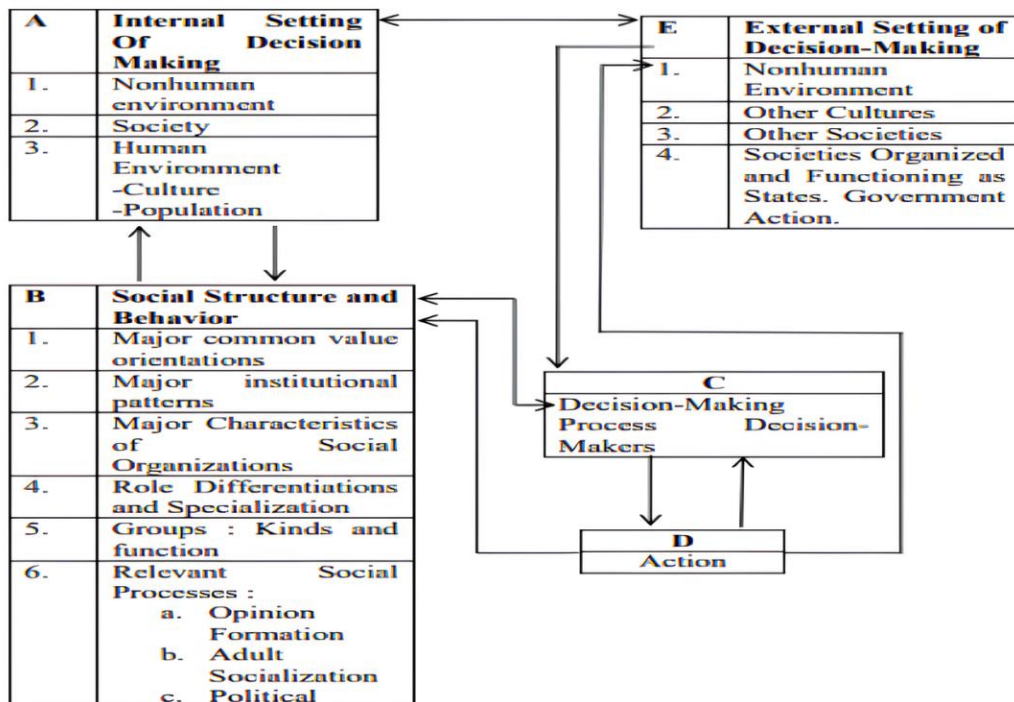 A Internal Setting
Of Decision
Making
1. Nonhuman
environment
2. Society
3. Human
Environment
-Culture
-Population
E External Setting of
Decision-Making
1. Nonhuman
Environment
2. Other Cultures
3. Other Societies
4. Societies Organized
and Functioning as
States. Government
Action.
B Social Structure and
Behavior
1. Major common value
orientations
2. Major institutional
patterns
3. Major Characteristics
of Social
Organizations
4. Role Differentiations
and Specialization
5. Groups : Kinds and
function
6. Relevant Social
Processes :
a. Opinion
Formation
b. Adult
Socialization
c. Political
C
Decision-Making
Process Decision-
Makers
D
Action